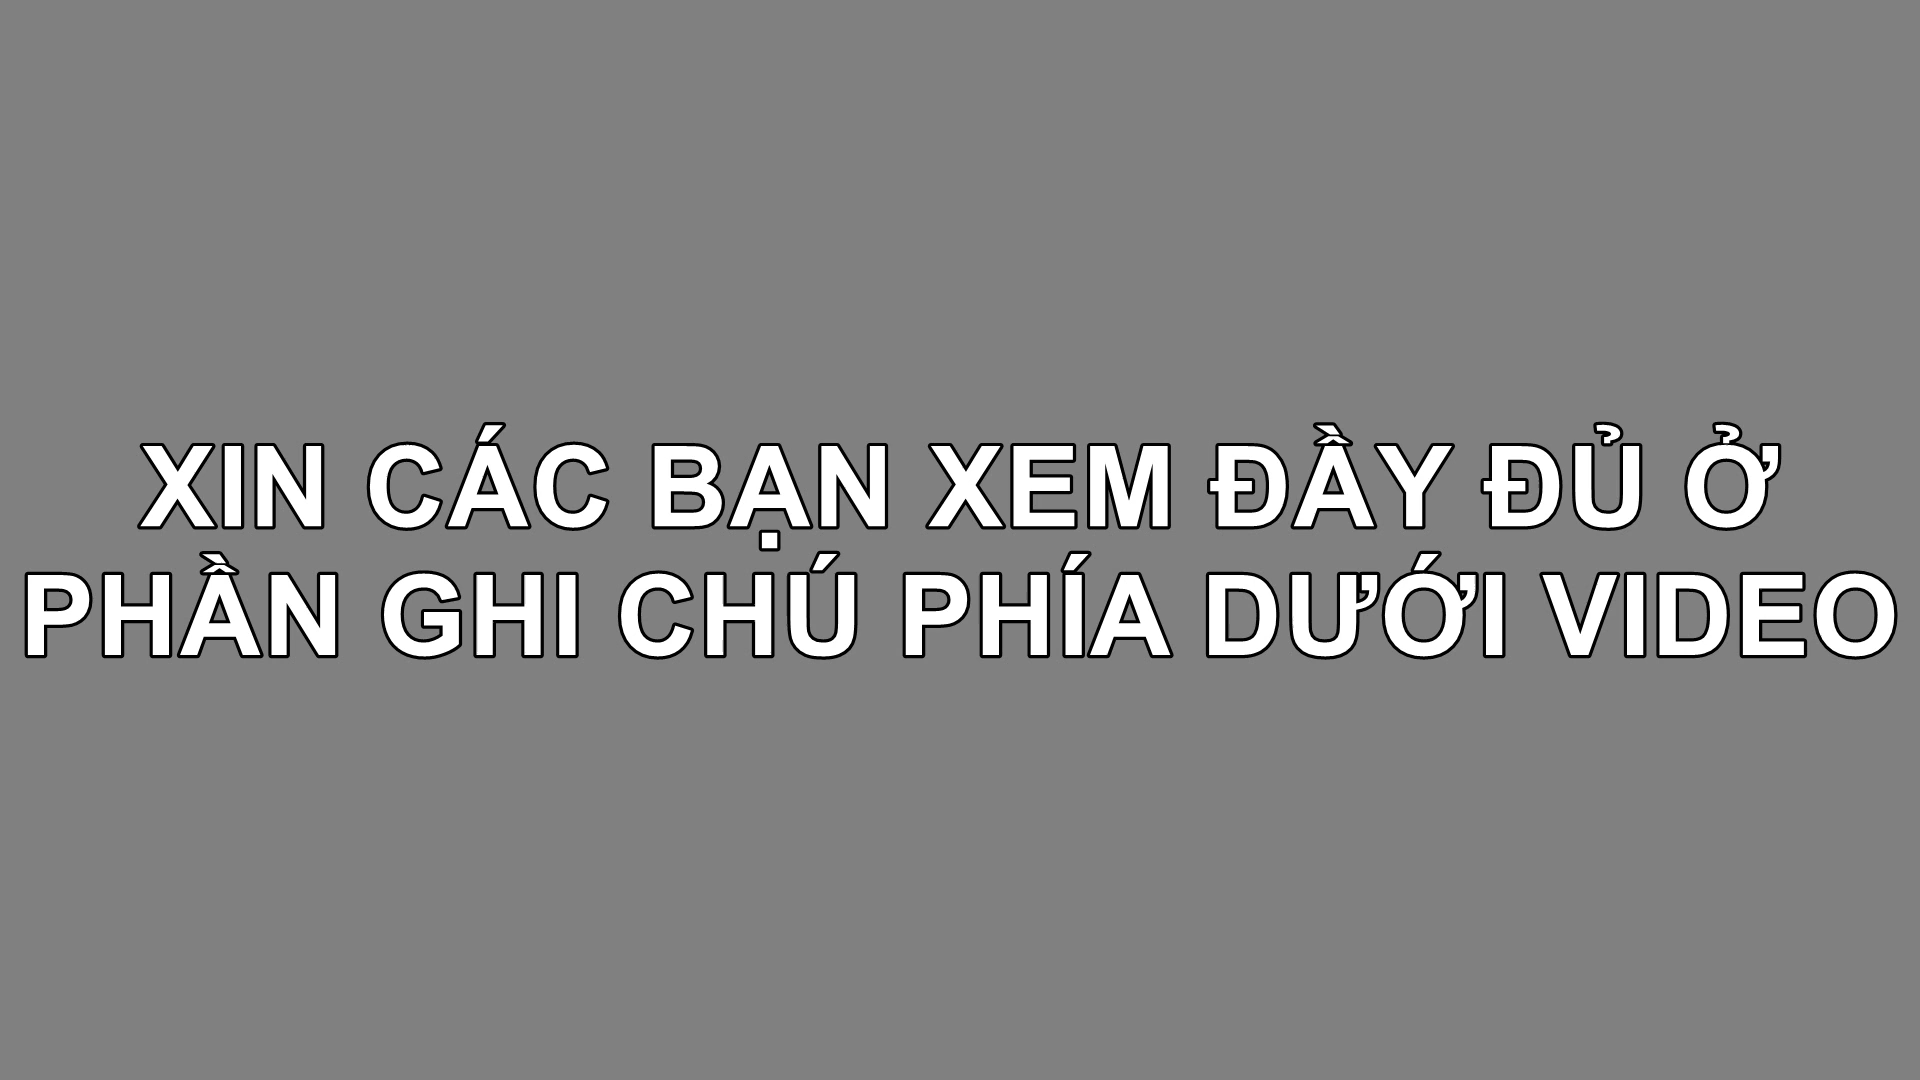 XIN CÁC BẠN XEM ĐẦY ĐỦ Ở
PHẦN GHI CHÚ PHÍA DƯỚI VIDEO